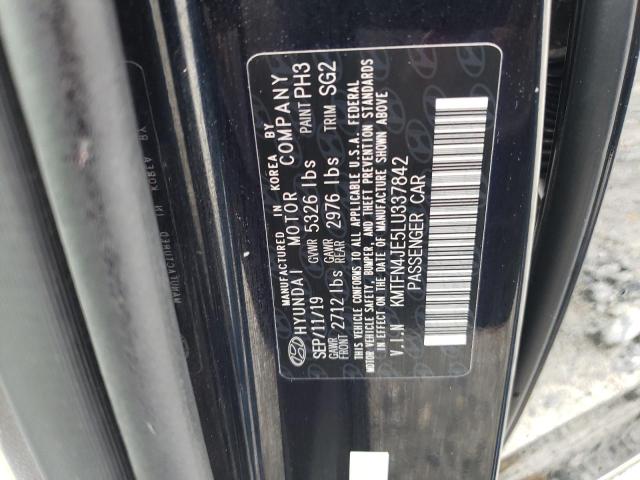 MANUFACTURED IN KOREA BY
HYUNDAI MOTOR COMPANY
SEP/11/19 GVWR 5326 lbs PAINT PH3
GAWR FRONT 2712 lbs GAWR REAR 2976 lbs TRIM SG2
THIS VEHICLE CONFORMS TO ALL APPLICABLE U.S.A. FEDERAL
MOTOR VEHICLE SAFETY, BUMPER, AND THEFT PREVENTION STANDARDS
IN EFFECT ON THE DATE OF MANUFACTURE SHOWN ABOVE
V.I.N KMTFN4JE5LU337842
PASSENGER CAR